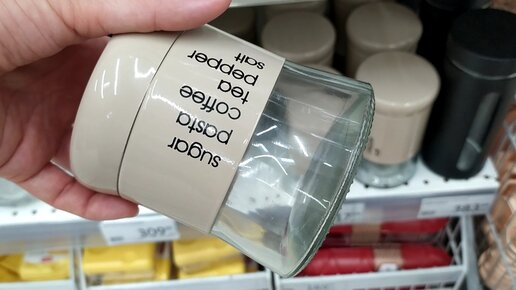 sugar
pasta
coffee
tea
pepper
salt
309